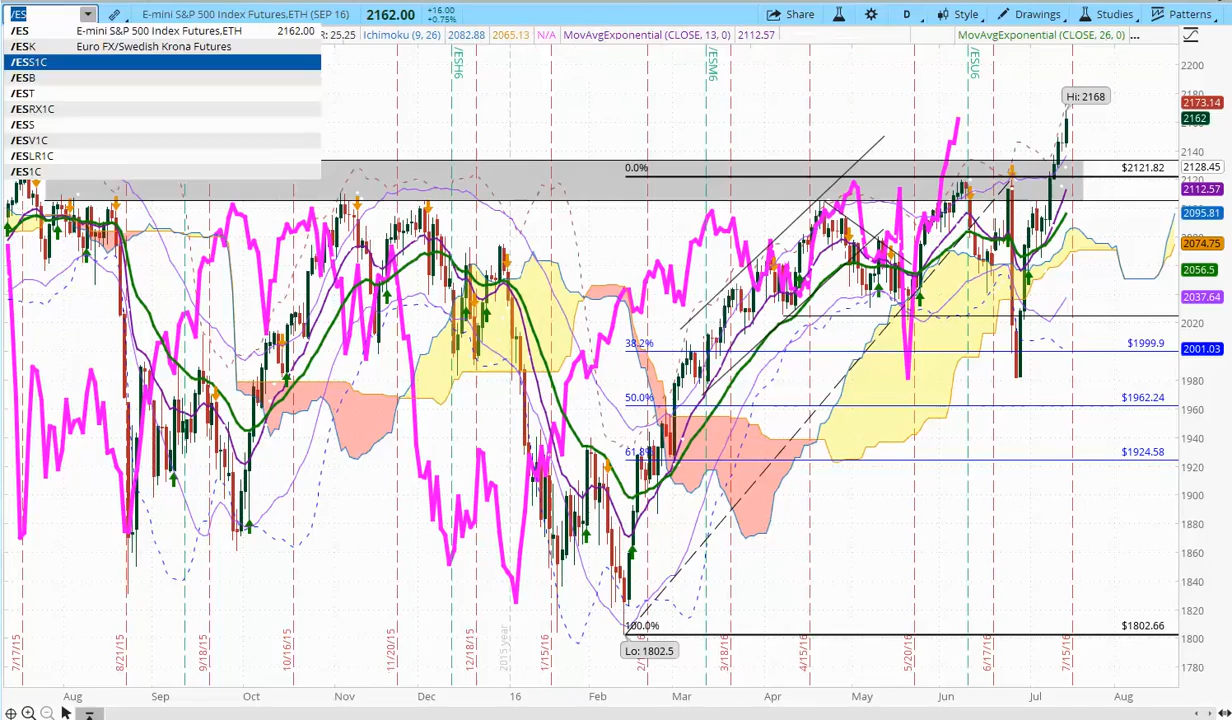 /ES
E-mini S&P 500 Index Futures,ETH (SEP 16)
2162.00
+16.00
+0.75%
Share
D
Style
Drawings
Studies
Patterns
/ES E-mini S&P 500 Index Futures,ETH 2162.00
/ESK Euro FX/Swedish Krona Futures
/ESS1C
/ESB
/EST
/ESRX1C
/ESS
/ESV1C
/ESLR1C
/ES1C
R: 25.25 Ichimoku (9, 26) 2082.88 2065.13 N/A MovAvgExponential (CLOSE, 13, 0) 2112.57 MovAvgExponential (CLOSE, 26, 0) ...
/ESH6
/ESM6
/ESU6
Hi: 2168
0.0% $2121.82
38.2% $1999.9
50.0% $1962.24
$1924.58
100.0% $1802.66
Lo: 1802.5
2200
2180
2173.14
2162
2140
2128.45
2120
2112.57
2095.81
2074.75
2056.5
2037.64
2020
2001.03
1980
1960
1940
1920
1900
1880
1860
1840
1820
1800
1780
7/17/15
8/21/15
9/18/15
10/16/15
11/20/15
12/18/15
2015 year
1/15/16
2/19/16
3/18/16
4/15/16
5/20/16
6/17/16
7/15/16
Aug Sep Oct Nov Dec 16 Feb Mar Apr May Jun Jul Aug